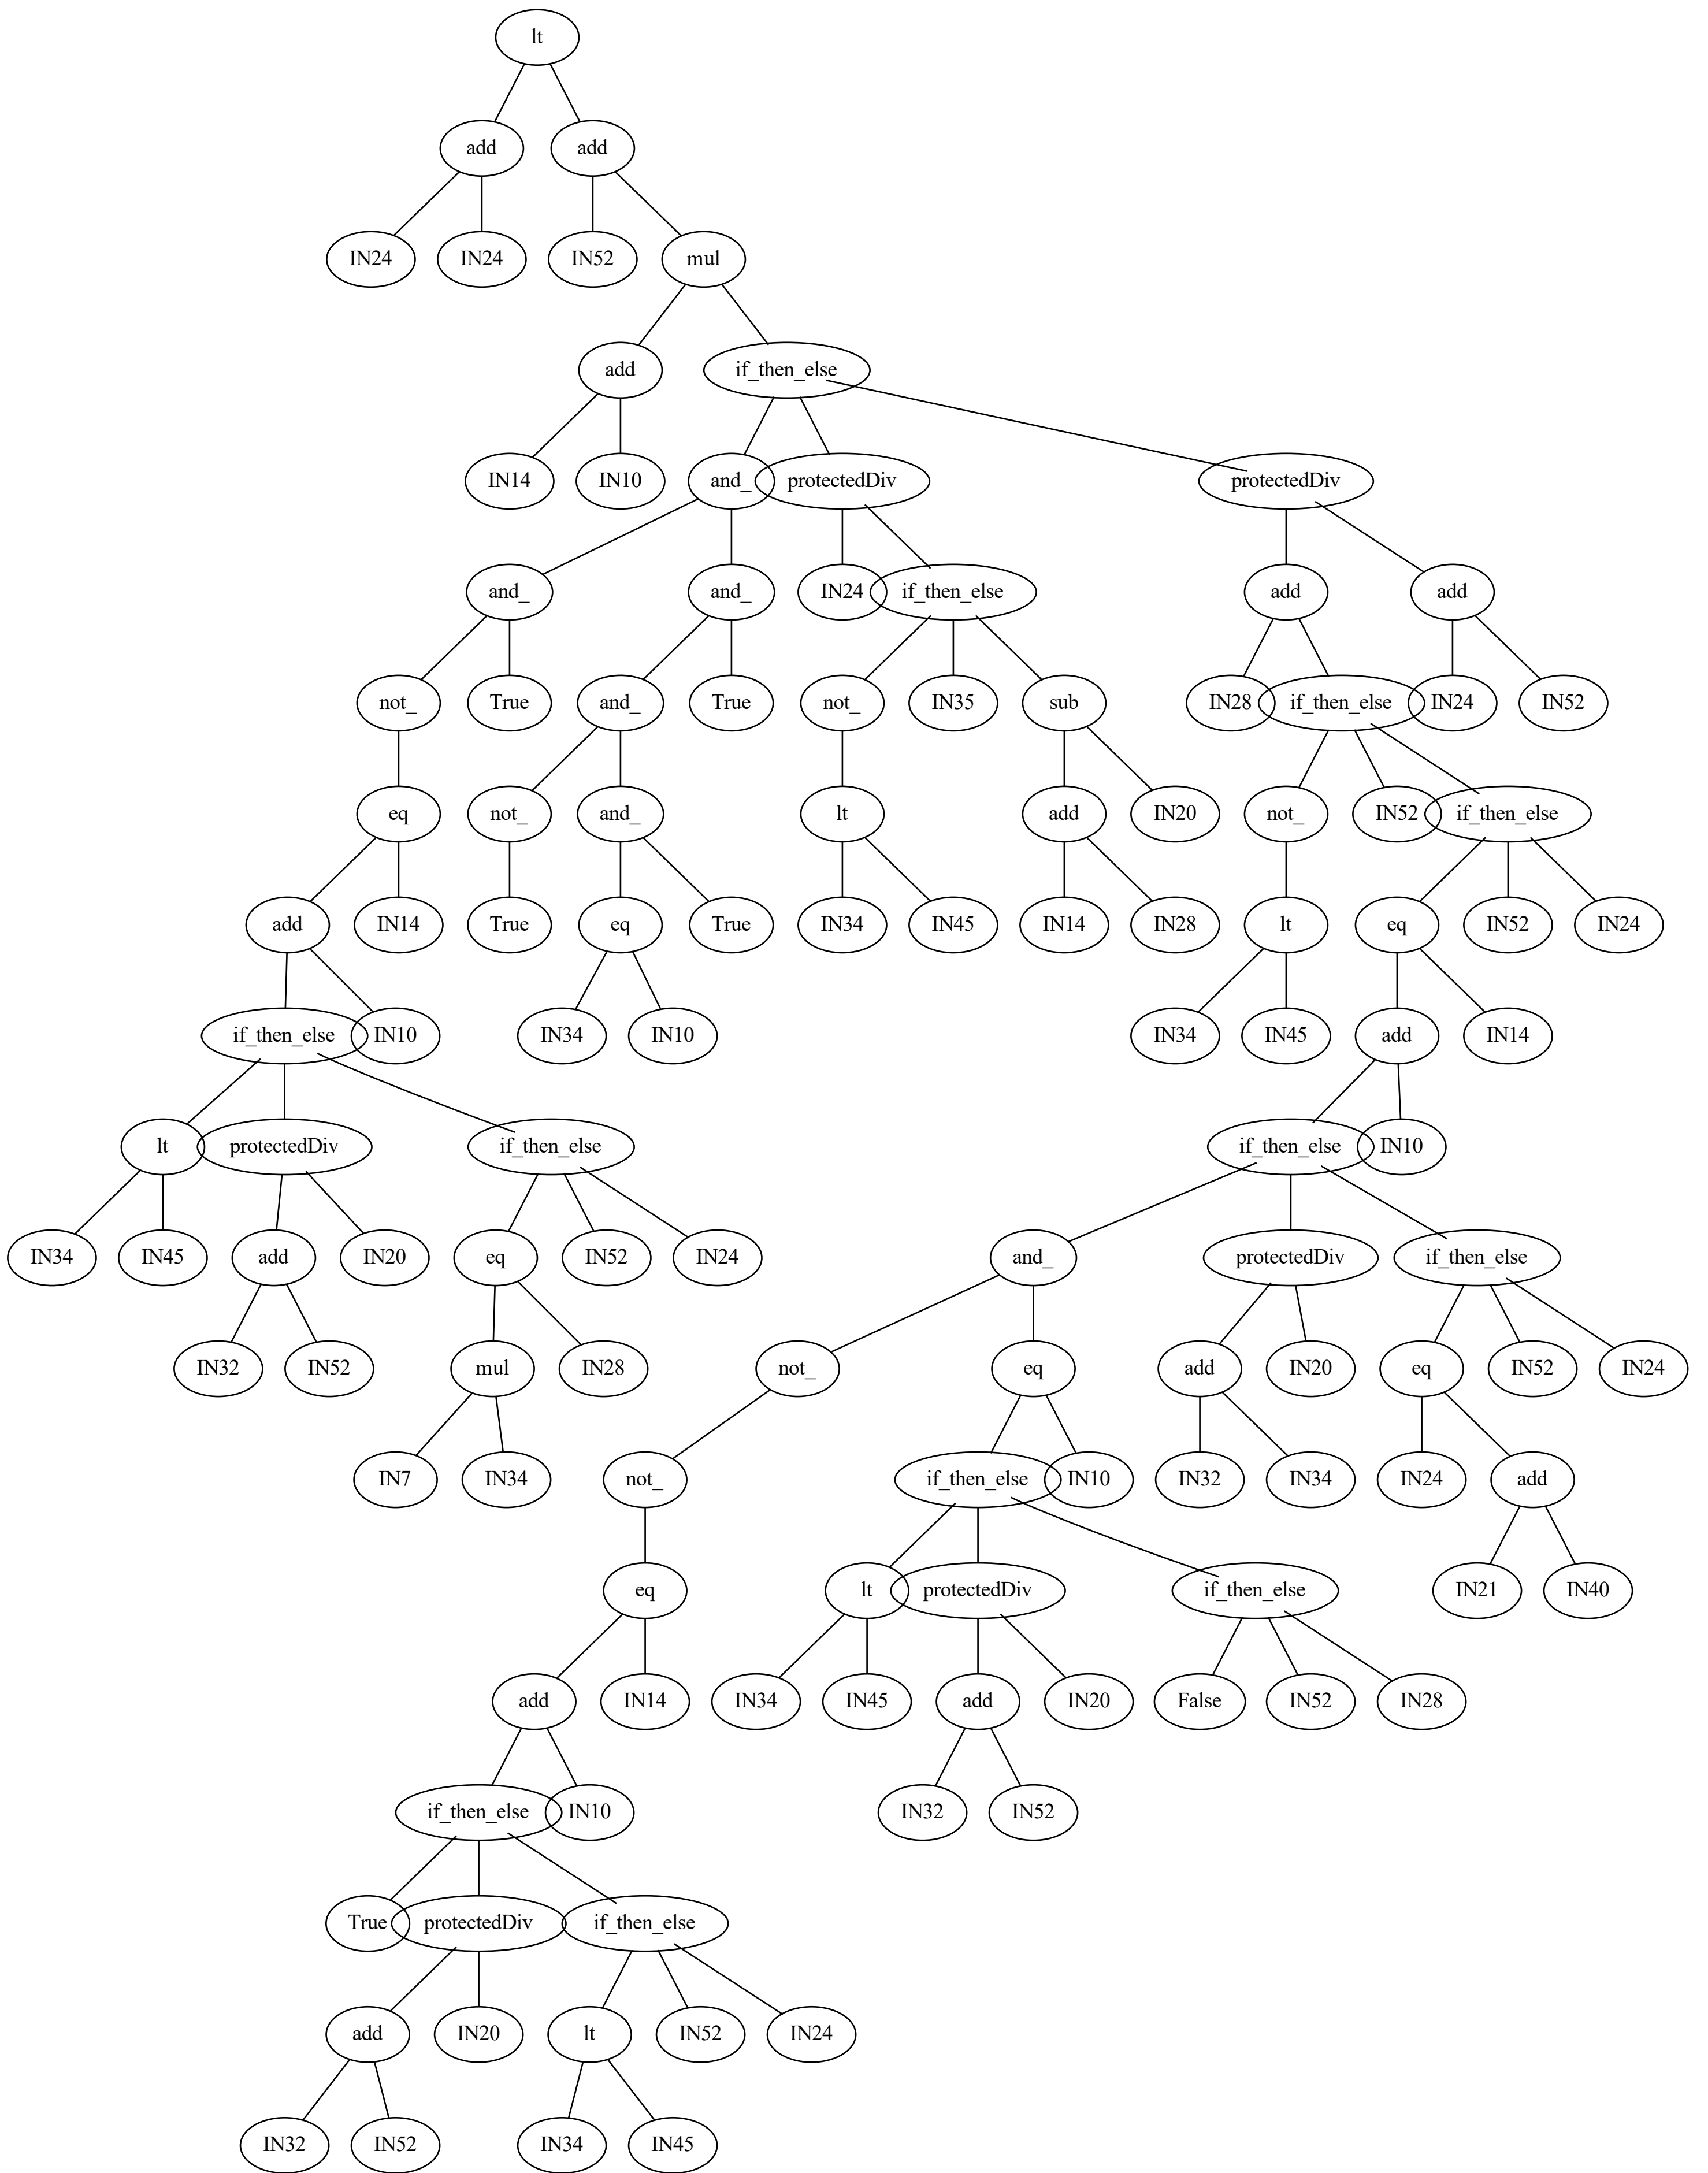 lt
add add
IN24 IN24 IN52 mul
add if_then_else
IN14 IN10 and_ protectedDiv protectedDiv
and_ and_ IN24 if_then_else add add
not_ True and_ True not_ IN35 sub IN28 if_then_else IN24 IN52
eq not_ and_ lt add IN20 not_ IN52 if_then_else
add IN14 True eq True IN34 IN45 IN14 IN28 lt eq IN52 IN24
if_then_else IN10 IN34 IN10 IN34 IN45 add IN14
lt protectedDiv if_then_else if_then_else IN10
IN34 IN45 add IN20 eq IN52 IN24 and_ protectedDiv if_then_else
IN32 IN52 mul IN28 not_ eq add IN20 eq IN52 IN24
IN7 IN34 not_ if_then_else IN10 IN32 IN34 IN24 add
eq lt protectedDiv if_then_else IN21 IN40
add IN14 IN34 IN45 add IN20 False IN52 IN28
if_then_else IN10 IN32 IN52
True protectedDiv if_then_else
add IN20 lt IN52 IN24
IN32 IN52 IN34 IN45